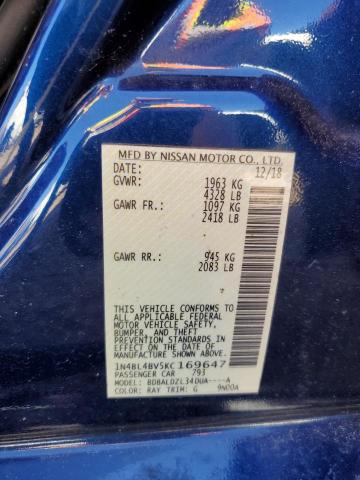 MFD BY NISSAN MOTOR CO., LTD.
DATE: 12/18
GVWR: 1963 KG
4328 LB
GAWR FR: 1097 KG
2418 LB
GAWR RR: 945 KG
2083 LB
THIS VEHICLE CONFORMS TO
ALL APPLICABLE FEDERAL
MOTOR VEHICLE SAFETY,
BUMPER, AND THEFT
PREVENTION STANDARDS
IN EFFECT ON THE DATE OF
MANUFACTURE SHOWN ABOVE.
1N4BL4BV5KC169647
PASSENGER CAR 793
MODEL: BDBALDZL34DUA----A
COLOR: RAY TRIM: G 9N00A